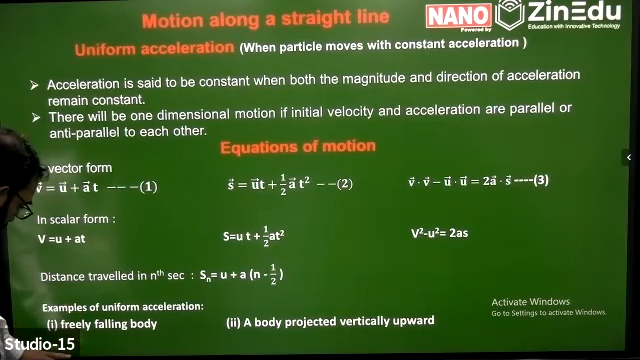 Motion along a straight line
NANO
Powered by
ZinEdu
Education with Innovative Technology
Uniform acceleration (When particle moves with constant acceleration )
➢ Acceleration is said to be constant when both the magnitude and direction of acceleration
remain constant.
➢ There will be one dimensional motion if initial velocity and acceleration are parallel or
anti-parallel to each other.
Equations of motion
vector form
v⃗ = u⃗ + a⃗ t −−−(1) s⃗ = u⃗t + 1/2 a⃗ t² −−(2) v⃗ · v⃗ − u⃗ · u⃗ = 2a⃗ · s⃗ ----(3)
In scalar form :
V =u + at S=u t + 1/2 at² V²-u²= 2as
Distance travelled in nᵗʰ sec : Sₙ= u + a (n - 1/2)
Examples of uniform acceleration:
(i) freely falling body (ii) A body projected vertically upward
Activate Windows
Go to Settings to activate Windows.
Studio-15